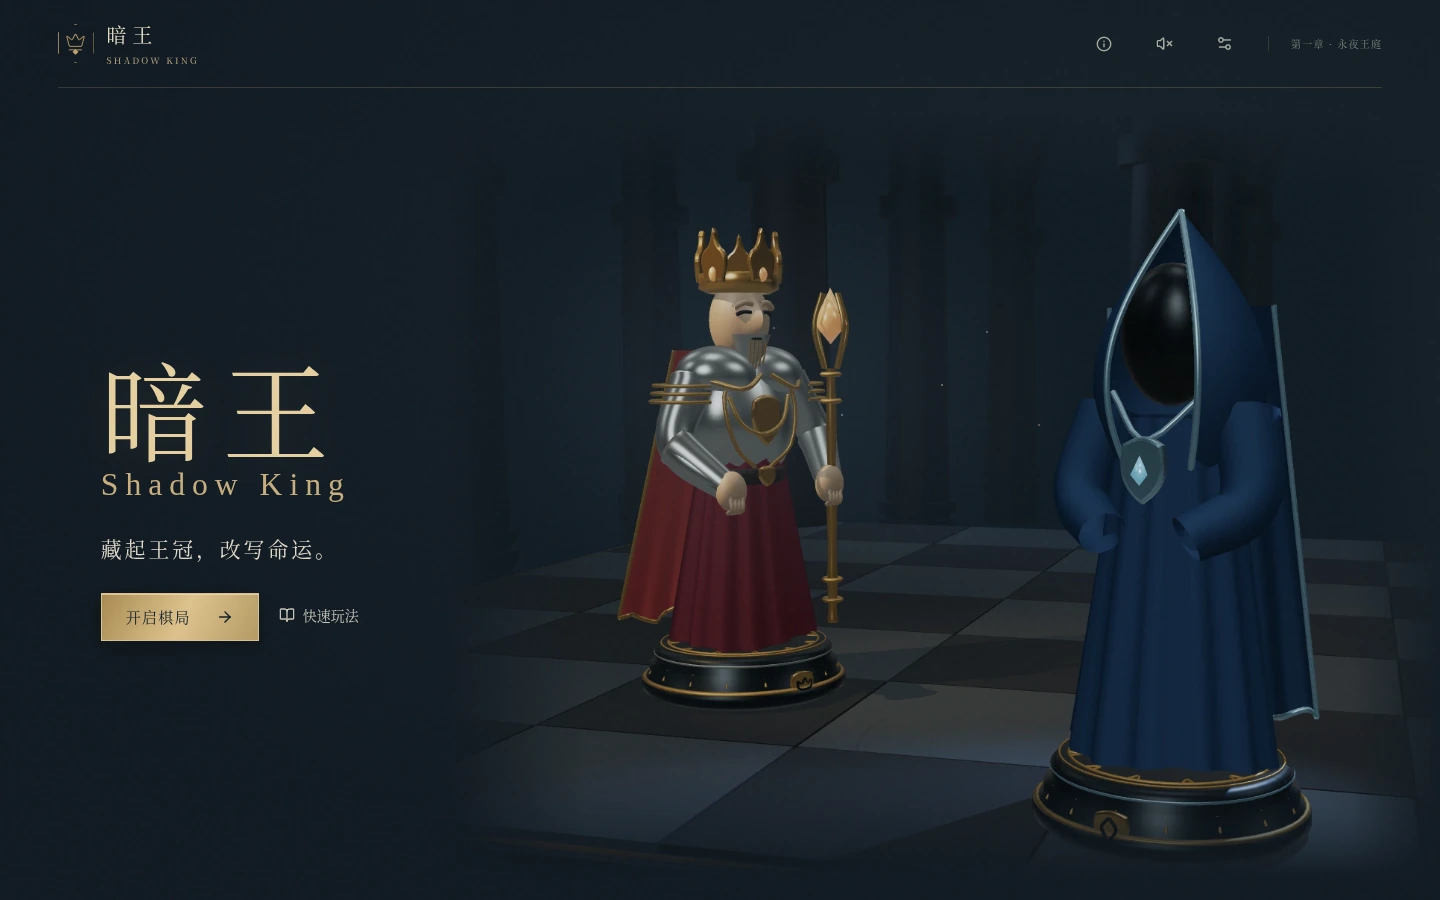 暗王
SHADOW KING
第一章 · 永夜王庭
暗王
Shadow King
藏起王冠，改写命运。
开启棋局
快速玩法